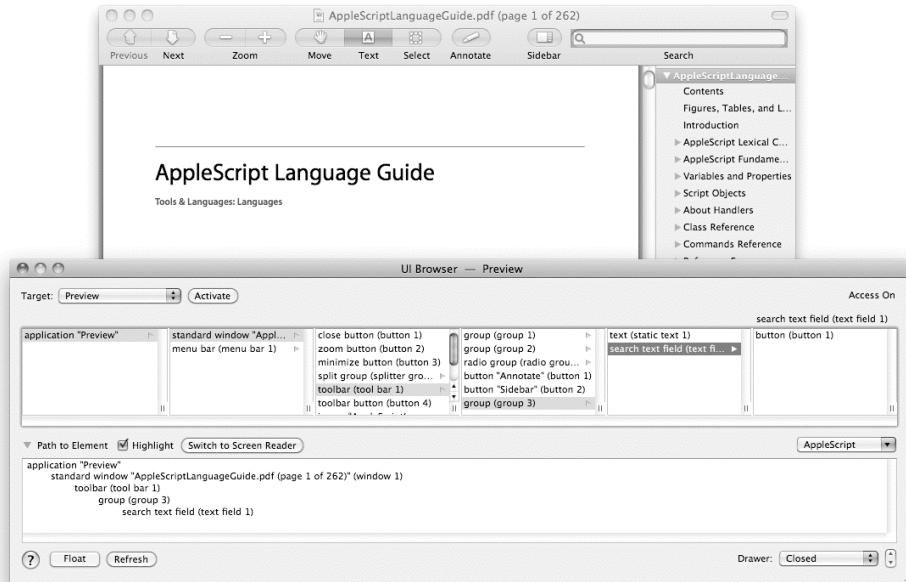 AppleScriptLanguageGuide.pdf (page 1 of 262)
Previous Next Zoom Move Text Select Annotate Sidebar Search
AppleScriptLanguage...
Contents
Figures, Tables, and L...
Introduction
AppleScript Lexical C...
AppleScript Fundame...
Variables and Properties
Script Objects
About Handlers
Class Reference
Commands Reference
AppleScript Language Guide
Tools & Languages: Languages
UI Browser — Preview
Target: Preview Activate Access On
search text field (text field 1)
application "Preview"
standard window "Appl...
menu bar (menu bar 1)
close button (button 1)
zoom button (button 2)
minimize button (button 3)
split group (splitter gro...
toolbar (tool bar 1)
toolbar button (button 4)
group (group 1)
group (group 2)
radio group (radio grou...
button "Annotate" (button 1)
button "Sidebar" (button 2)
group (group 3)
text (static text 1)
search text field (text fi...
button (button 1)
Path to Element Highlight Switch to Screen Reader AppleScript
application "Preview"
standard window "AppleScriptLanguageGuide.pdf (page 1 of 262)" (window 1)
toolbar (tool bar 1)
group (group 3)
search text field (text field 1)
? Float Refresh Drawer: Closed